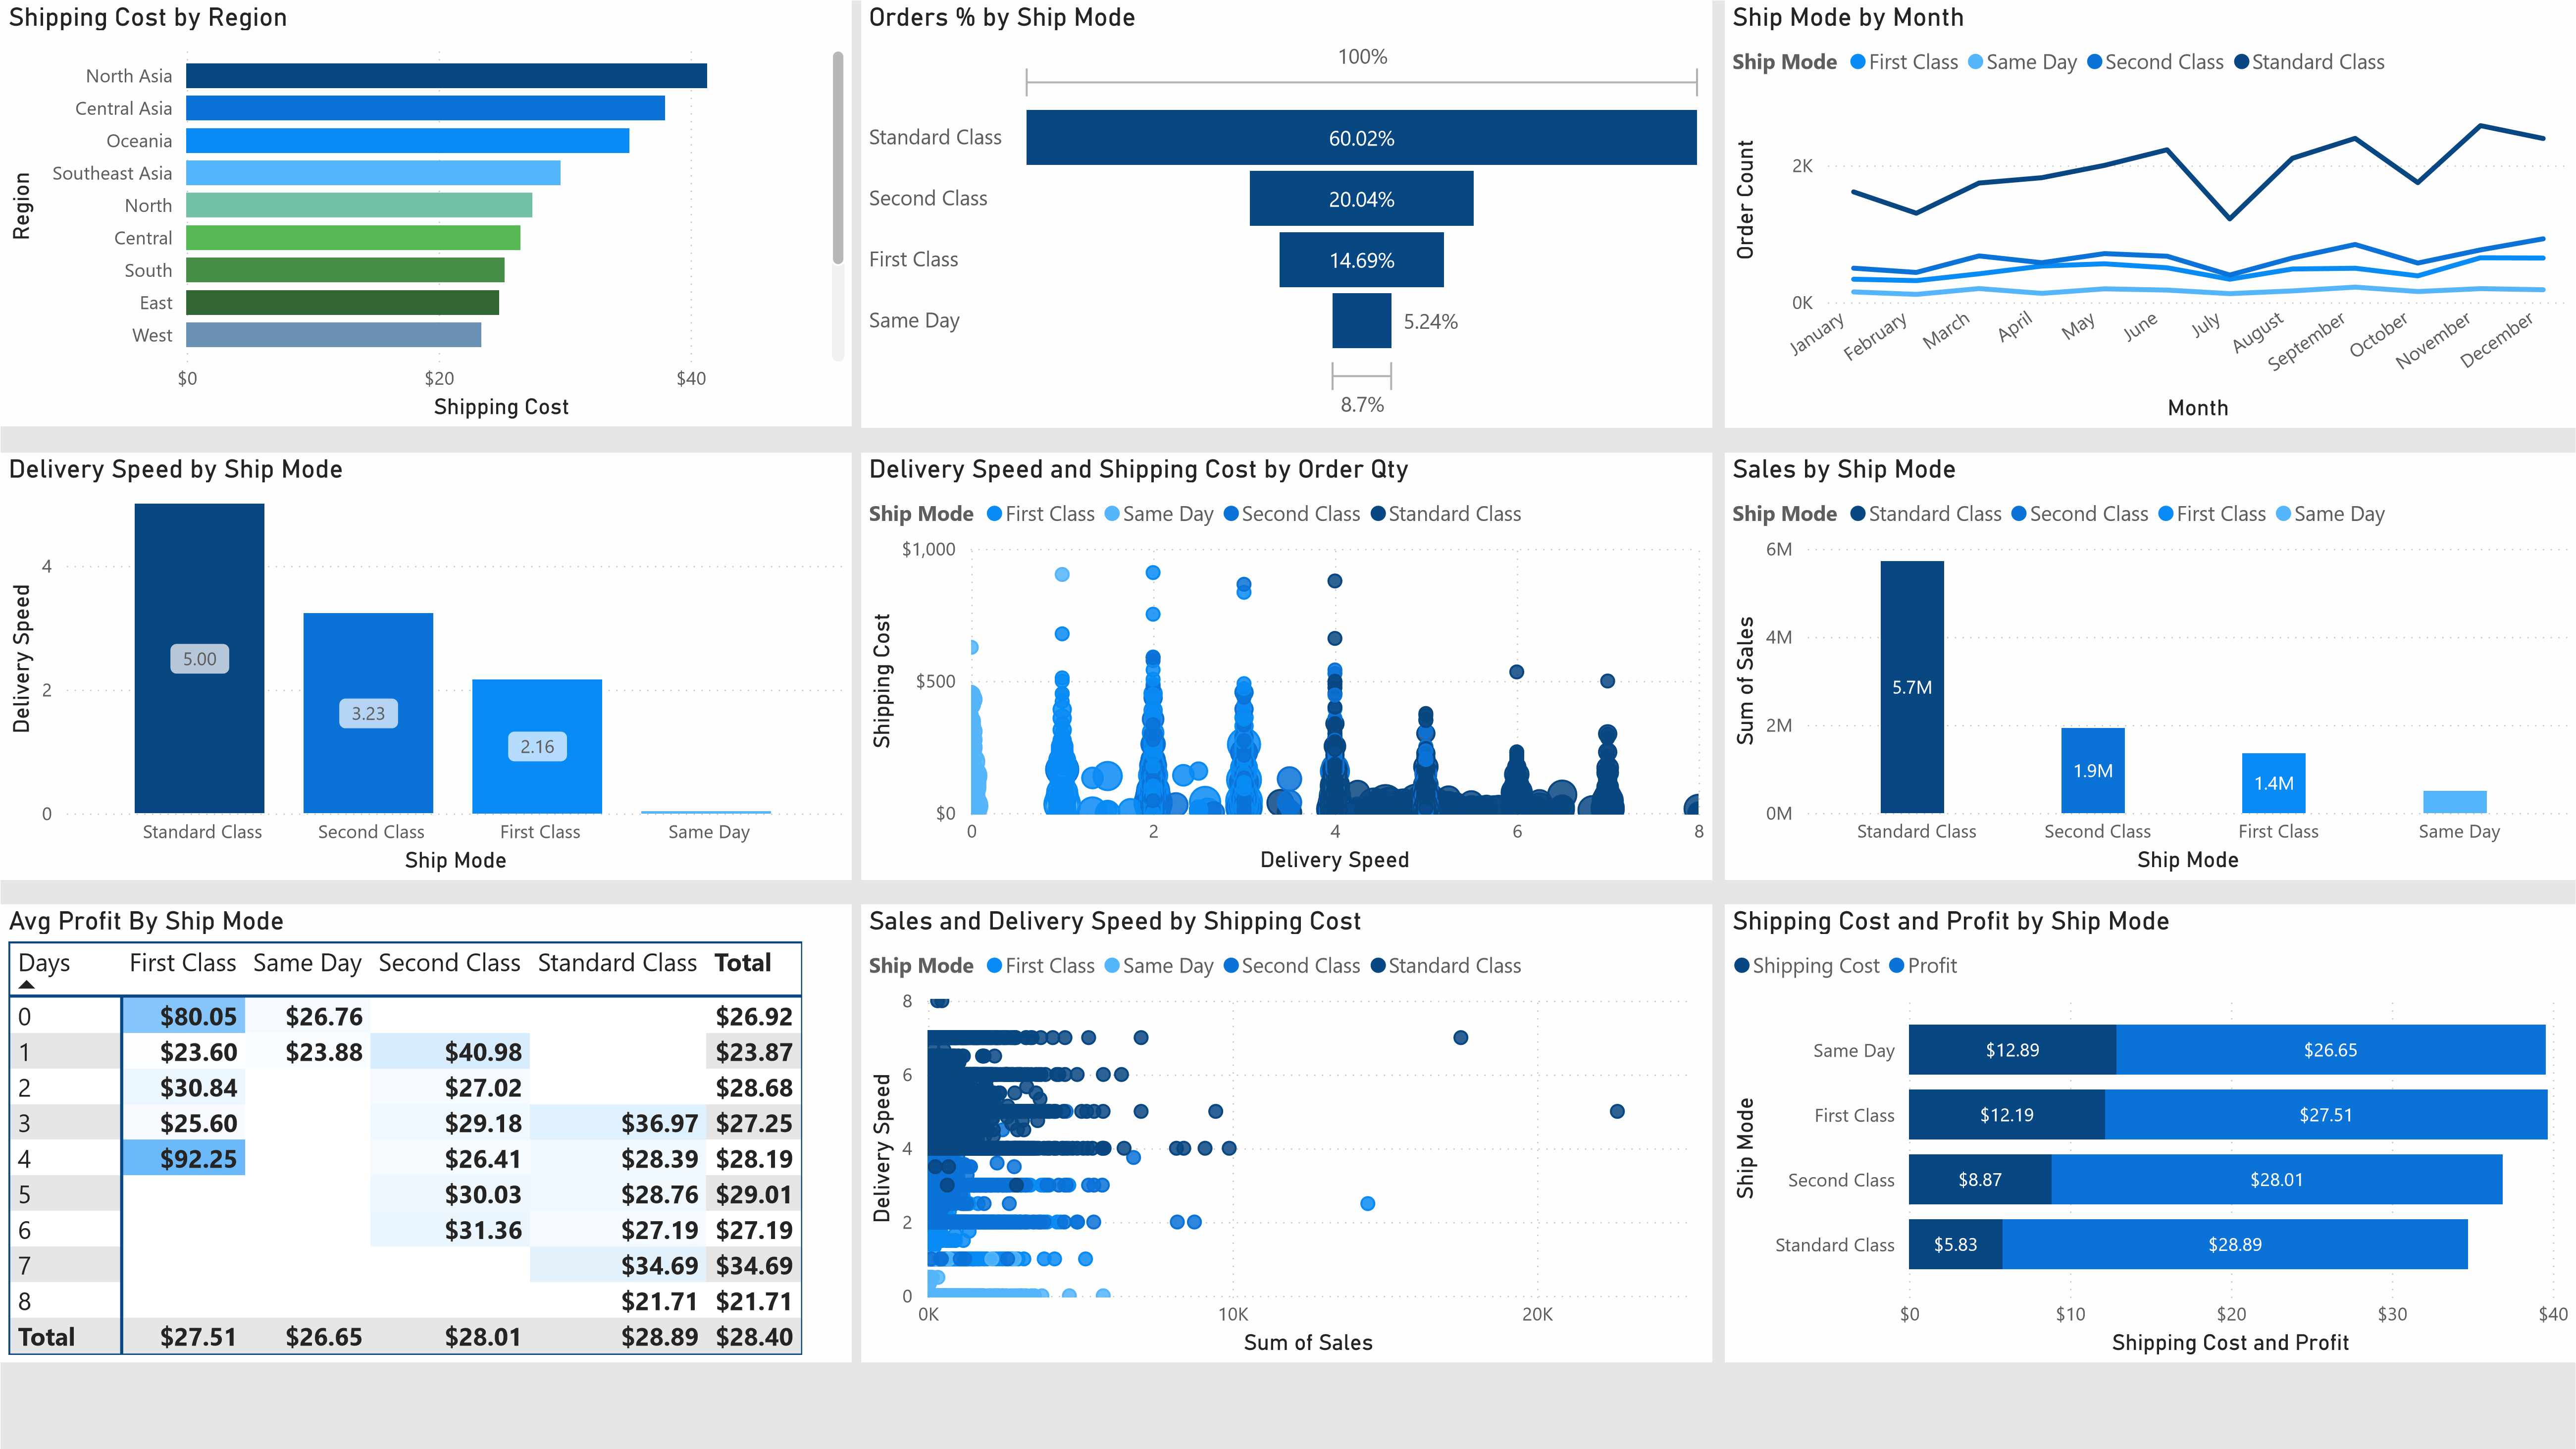 Shipping Cost by Region
Region
North Asia
Central Asia
Oceania
Southeast Asia
North
Central
South
East
West
$0 $20 $40
Shipping Cost
Orders % by Ship Mode
100%
Standard Class 60.02%
Second Class 20.04%
First Class 14.69%
Same Day 5.24%
8.7%
Ship Mode by Month
Ship Mode First Class Same Day Second Class Standard Class
Order Count
2K
0K
January February March April May June July August September October November December
Month
Delivery Speed by Ship Mode
Delivery Speed
4
2
0
5.00
3.23
2.16
Standard Class Second Class First Class Same Day
Ship Mode
Delivery Speed and Shipping Cost by Order Qty
Ship Mode First Class Same Day Second Class Standard Class
Shipping Cost
$1,000
$500
$0
0 2 4 6 8
Delivery Speed
Sales by Ship Mode
Ship Mode Standard Class Second Class First Class Same Day
Sum of Sales
6M
4M
2M
0M
5.7M
1.9M
1.4M
Standard Class Second Class First Class Same Day
Ship Mode
Avg Profit By Ship Mode
Days First Class Same Day Second Class Standard Class Total
0 $80.05 $26.76 $26.92
1 $23.60 $23.88 $40.98 $23.87
2 $30.84 $27.02 $28.68
3 $25.60 $29.18 $36.97 $27.25
4 $92.25 $26.41 $28.39 $28.19
5 $30.03 $28.76 $29.01
6 $31.36 $27.19 $27.19
7 $34.69 $34.69
8 $21.71 $21.71
Total $27.51 $26.65 $28.01 $28.89 $28.40
Sales and Delivery Speed by Shipping Cost
Ship Mode First Class Same Day Second Class Standard Class
Delivery Speed
8
6
4
2
0
0K 10K 20K
Sum of Sales
Shipping Cost and Profit by Ship Mode
Shipping Cost Profit
Ship Mode
Same Day $12.89 $26.65
First Class $12.19 $27.51
Second Class $8.87 $28.01
Standard Class $5.83 $28.89
$0 $10 $20 $30 $40
Shipping Cost and Profit